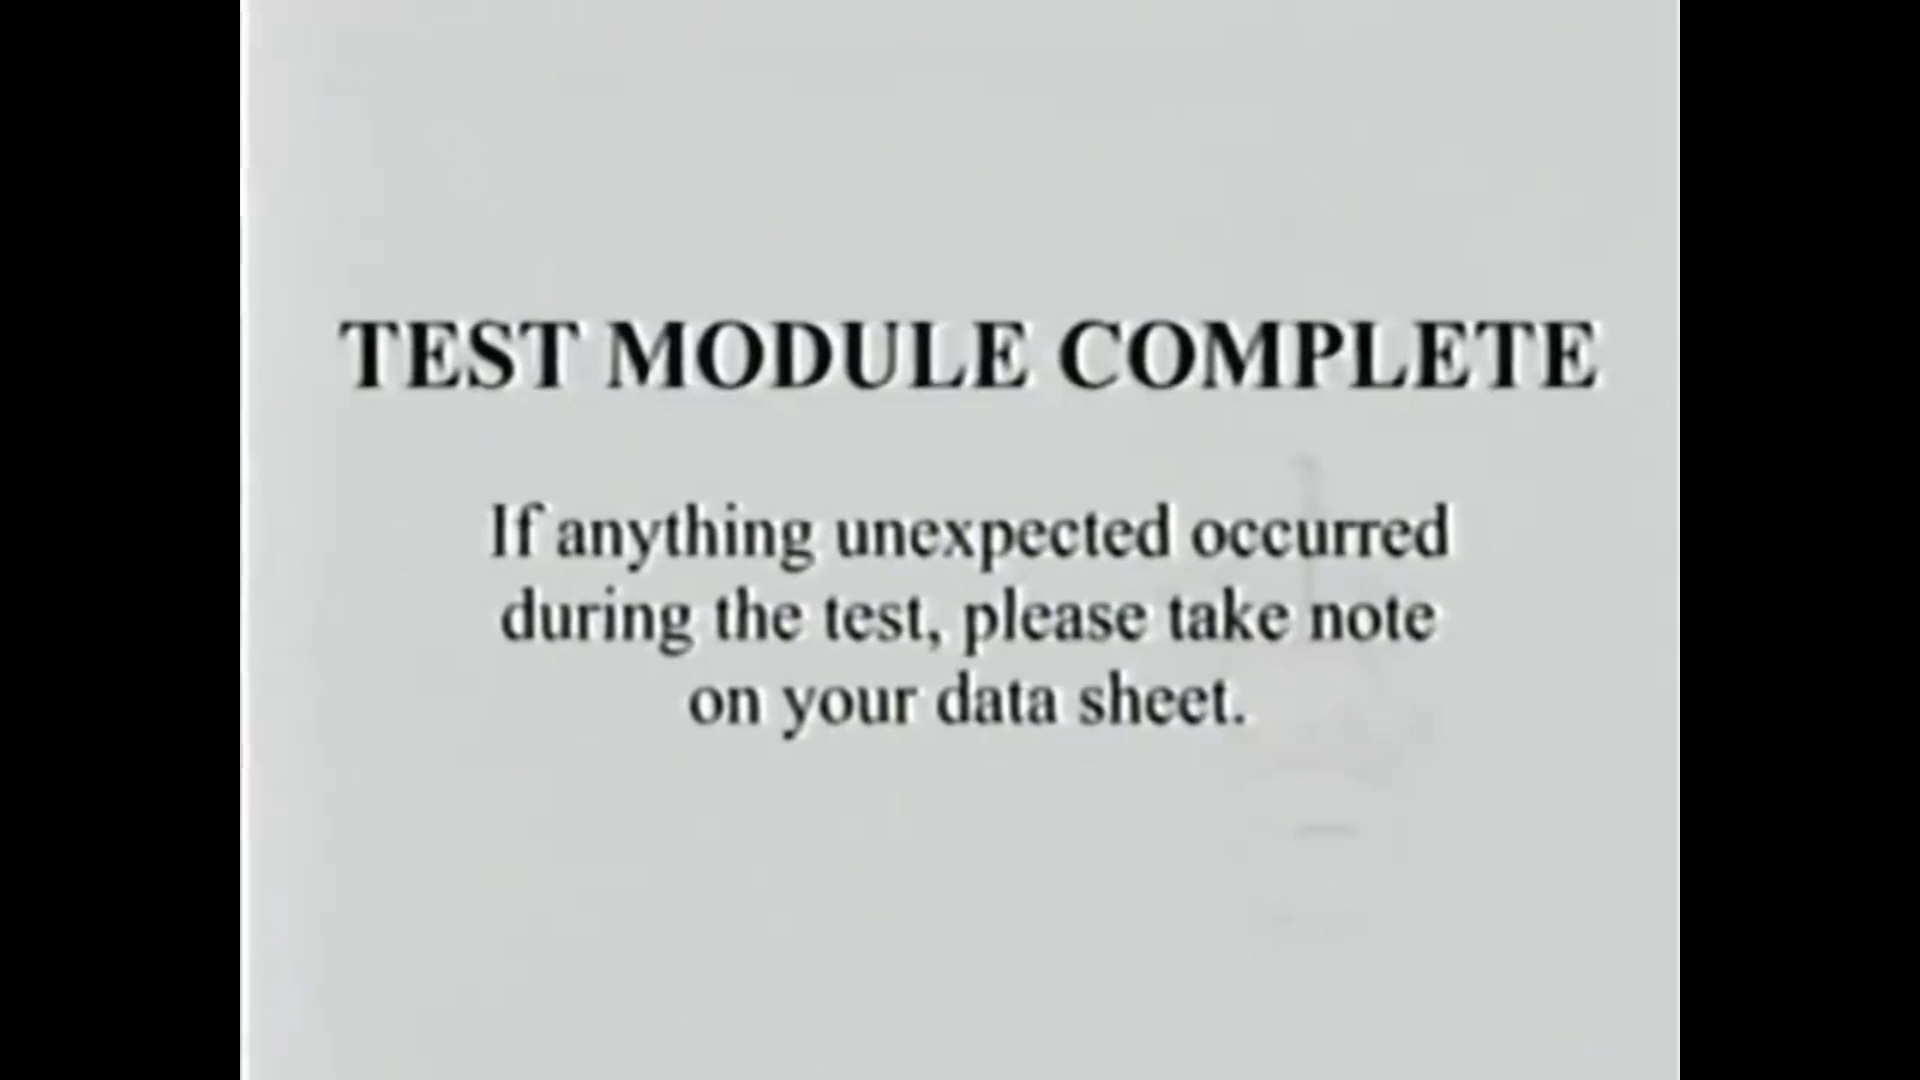 TEST MODULE COMPLETE
If anything unexpected occurred
during the test, please take note
on your data sheet.